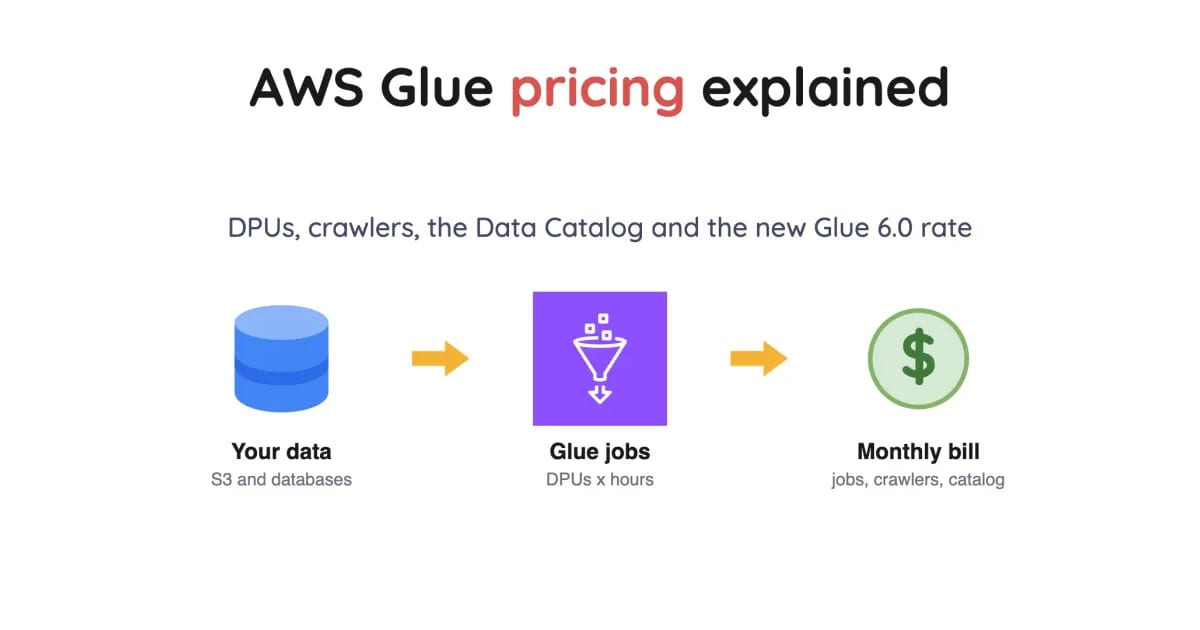 AWS Glue pricing explained
DPUs, crawlers, the Data Catalog and the new Glue 6.0 rate
$
Your data
S3 and databases
Glue jobs
DPUs x hours
Monthly bill
jobs, crawlers, catalog